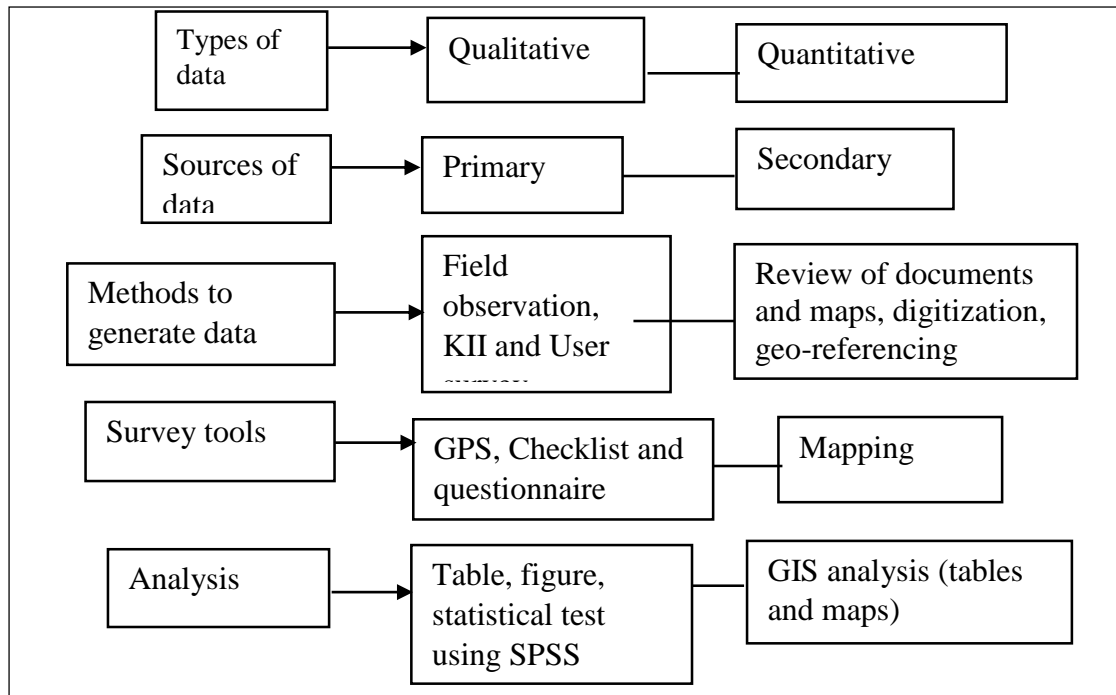 Types of
data
Qualitative
Quantitative
Sources of
data
Primary
Secondary
Methods to
generate data
Field
observation,
KII and User
survey
Review of documents
and maps, digitization,
geo-referencing
Survey tools
GPS, Checklist and
questionnaire
Mapping
Analysis
Table, figure,
statistical test
using SPSS
GIS analysis (tables
and maps)